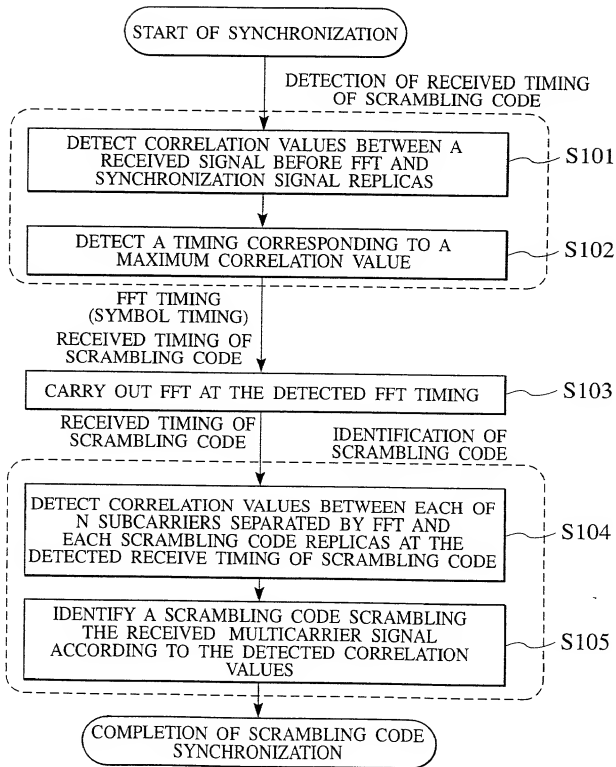 START OF SYNCHRONIZATION
DETECTION OF RECEIVED TIMING
OF SCRAMBLING CODE
DETECT CORRELATION VALUES BETWEEN A
RECEIVED SIGNAL BEFORE FFT AND
SYNCHRONIZATION SIGNAL REPLICAS
S101
DETECT A TIMING CORRESPONDING TO A
MAXIMUM CORRELATION VALUE
S102
FFT TIMING
(SYMBOL TIMING)
RECEIVED TIMING OF
SCRAMBLING CODE
CARRY OUT FFT AT THE DETECTED FFT TIMING
S103
RECEIVED TIMING OF
SCRAMBLING CODE
IDENTIFICATION OF
SCRAMBLING CODE
DETECT CORRELATION VALUES BETWEEN EACH OF
N SUBCARRIERS SEPARATED BY FFT AND
EACH SCRAMBLING CODE REPLICAS AT THE
DETECTED RECEIVE TIMING OF SCRAMBLING CODE
S104
IDENTIFY A SCRAMBLING CODE SCRAMBLING
THE RECEIVED MULTICARRIER SIGNAL
ACCORDING TO THE DETECTED CORRELATION
VALUES
S105
COMPLETION OF SCRAMBLING CODE
SYNCHRONIZATION